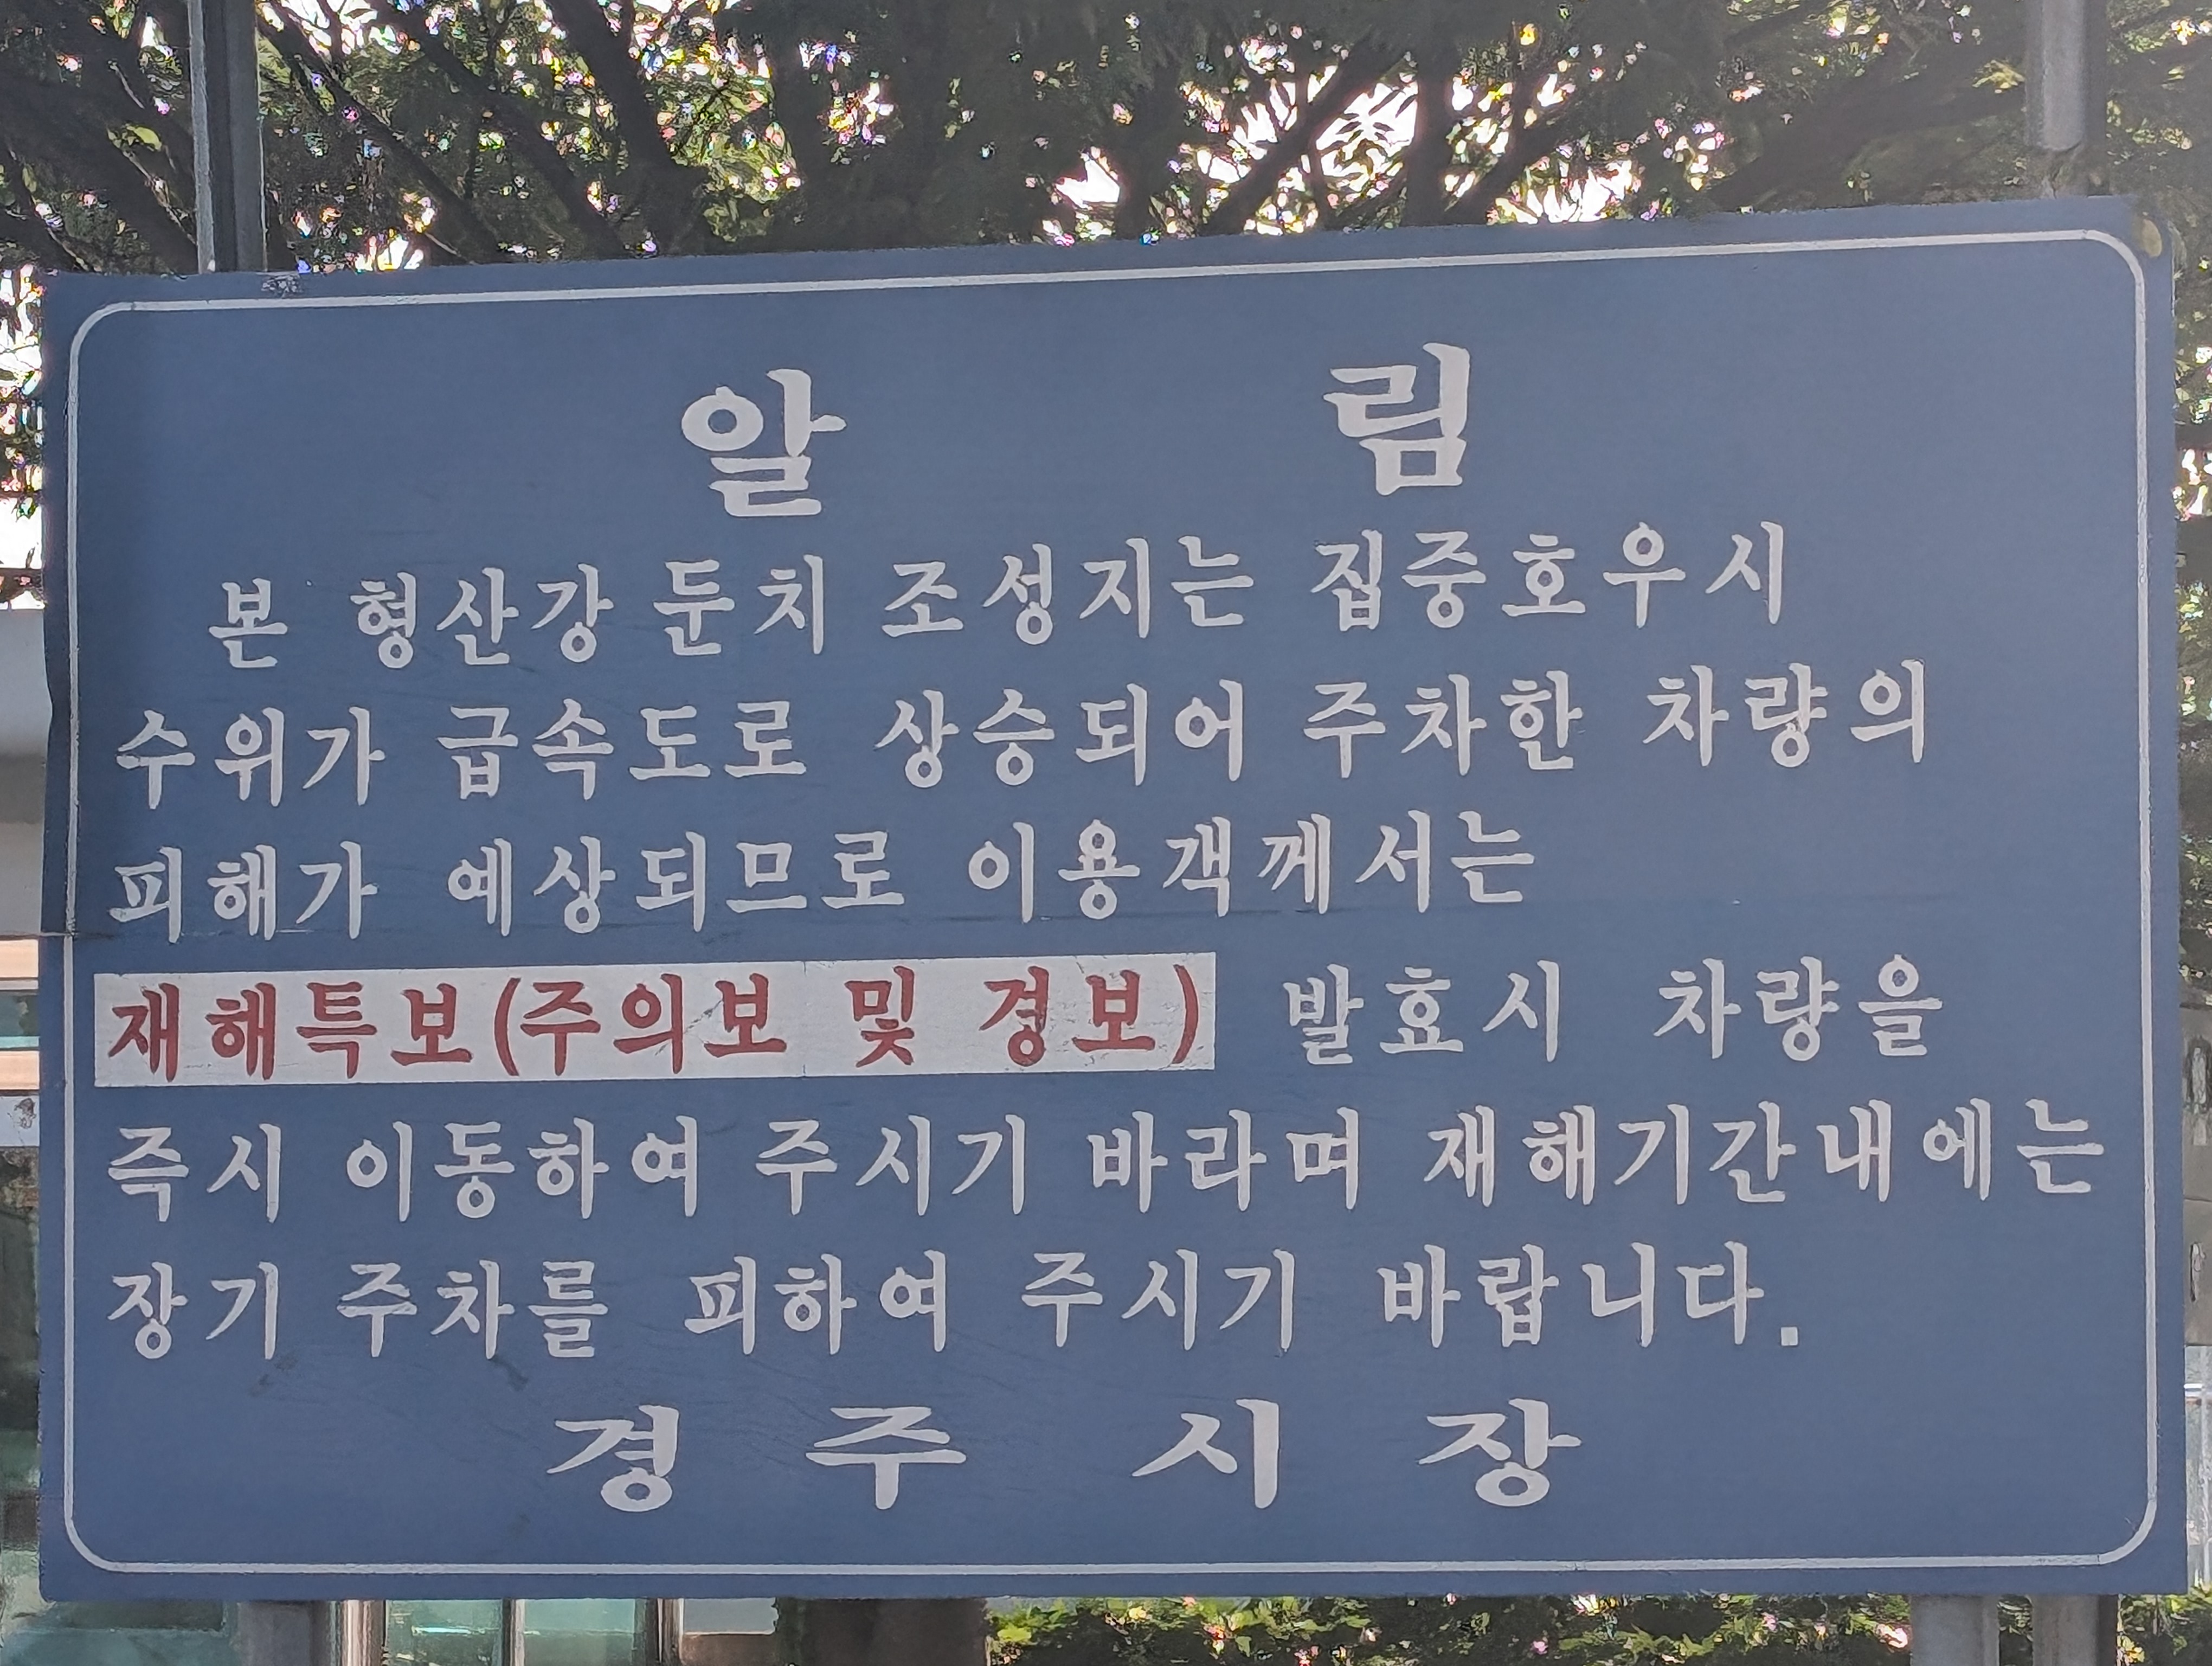 알 림
본 형산강 둔치 조성지는 집중호우시
수위가 급속도로 상승되어 주차한 차량의
피해가 예상되므로 이용객께서는
재해특보(주의보 및 경보) 발효시 차량을
즉시 이동하여 주시기 바라며 재해기간내에는
장기 주차를 피하여 주시기 바랍니다.
경 주 시 장